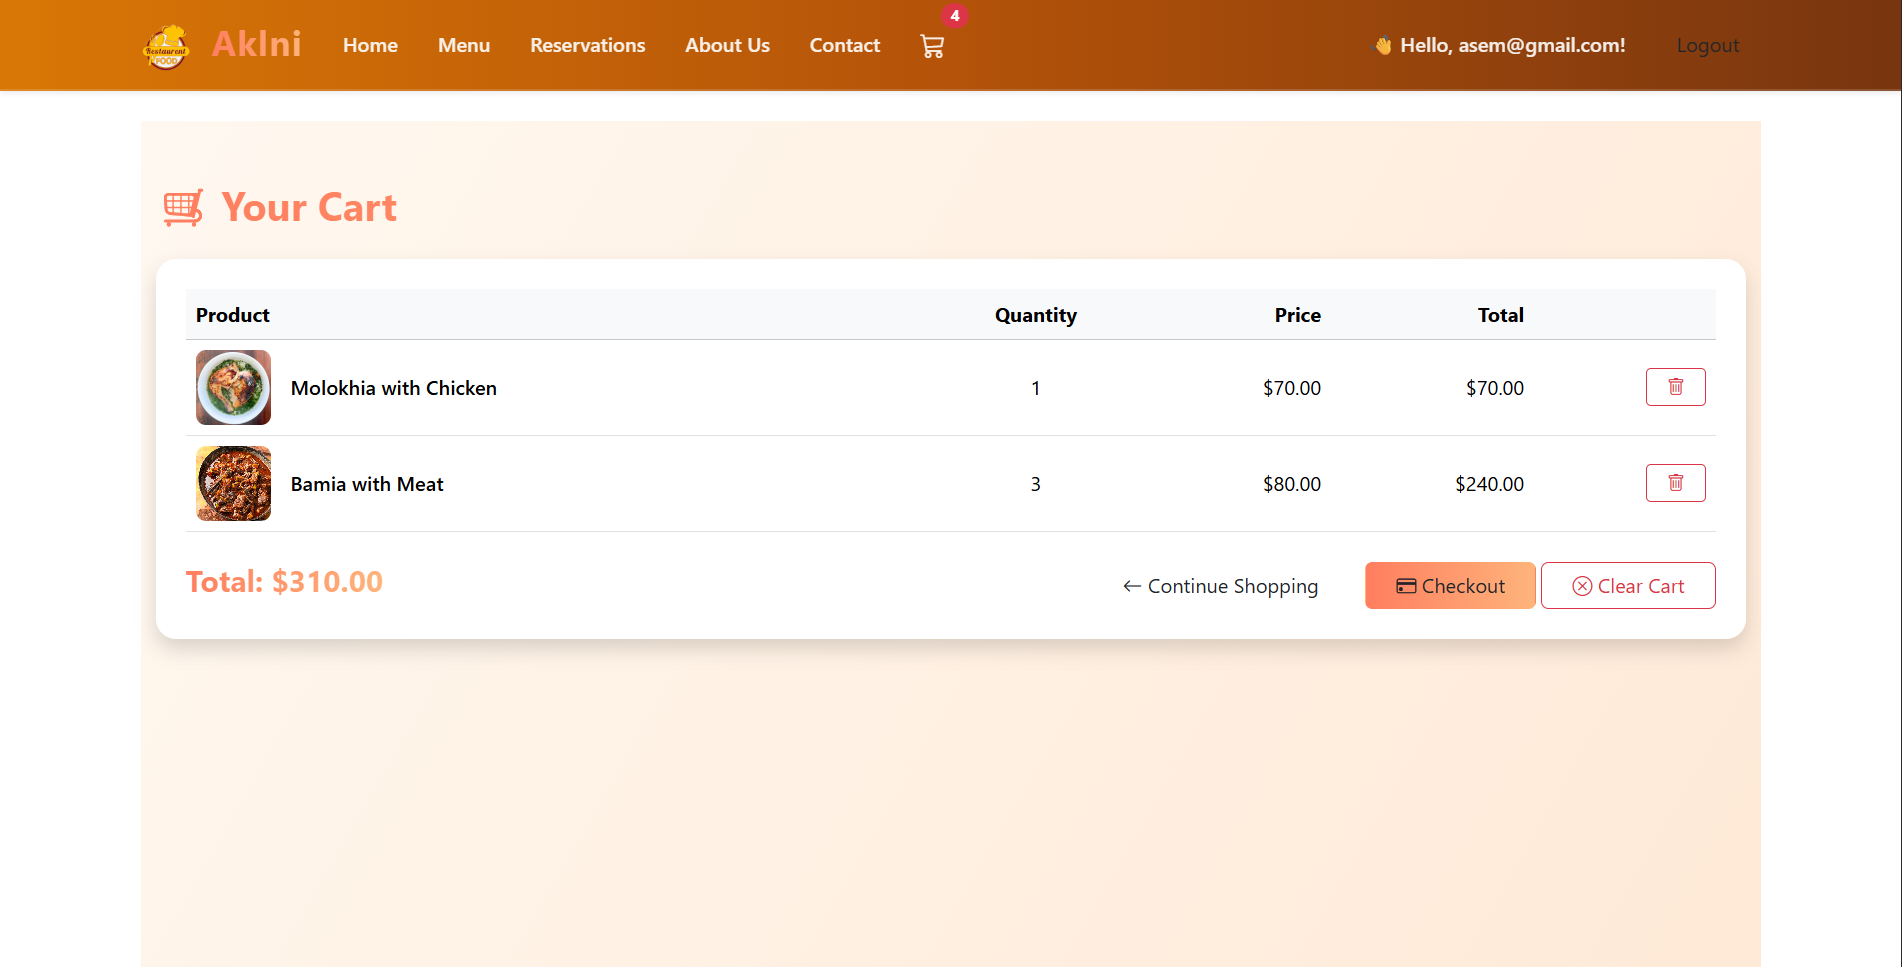 4
Restaurent
FOOD
Aklni Home Menu Reservations About Us Contact 👋 Hello, asem@gmail.com! Logout
Your Cart
Product Quantity Price Total
Molokhia with Chicken 1 $70.00 $70.00
Bamia with Meat 3 $80.00 $240.00
Total: $310.00 ← Continue Shopping Checkout Clear Cart